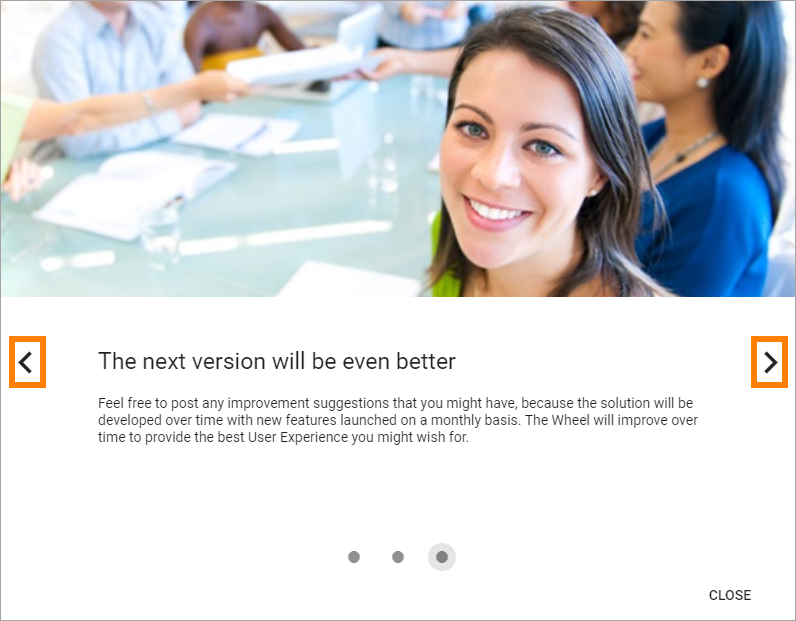 The next version will be even better
Feel free to post any improvement suggestions that you might have, because the solution will be
developed over time with new features launched on a monthly basis. The Wheel will improve over
time to provide the best User Experience you might wish for.
CLOSE